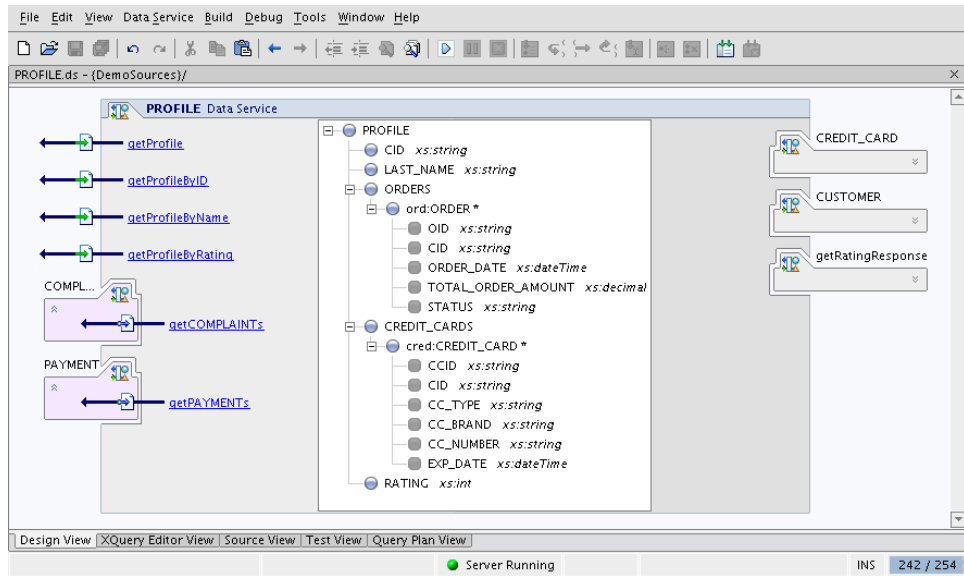 File Edit View Data Service Build Debug Tools Window Help
PROFILE.ds - {DemoSources}/
PROFILE Data Service
getProfile
getProfileByID
getProfileByName
getProfileByRating
COMPL...
getCOMPLAINTs
PAYMENT
getPAYMENTs
PROFILE
CID xs:string
LAST_NAME xs:string
ORDERS
ord:ORDER *
OID xs:string
CID xs:string
ORDER_DATE xs:dateTime
TOTAL_ORDER_AMOUNT xs:decimal
STATUS xs:string
CREDIT_CARDS
cred:CREDIT_CARD *
CCID xs:string
CID xs:string
CC_TYPE xs:string
CC_BRAND xs:string
CC_NUMBER xs:string
EXP_DATE xs:dateTime
RATING xs:int
CREDIT_CARD
CUSTOMER
getRatingResponse
Design View XQuery Editor View Source View Test View Query Plan View
Server Running INS 242 / 254